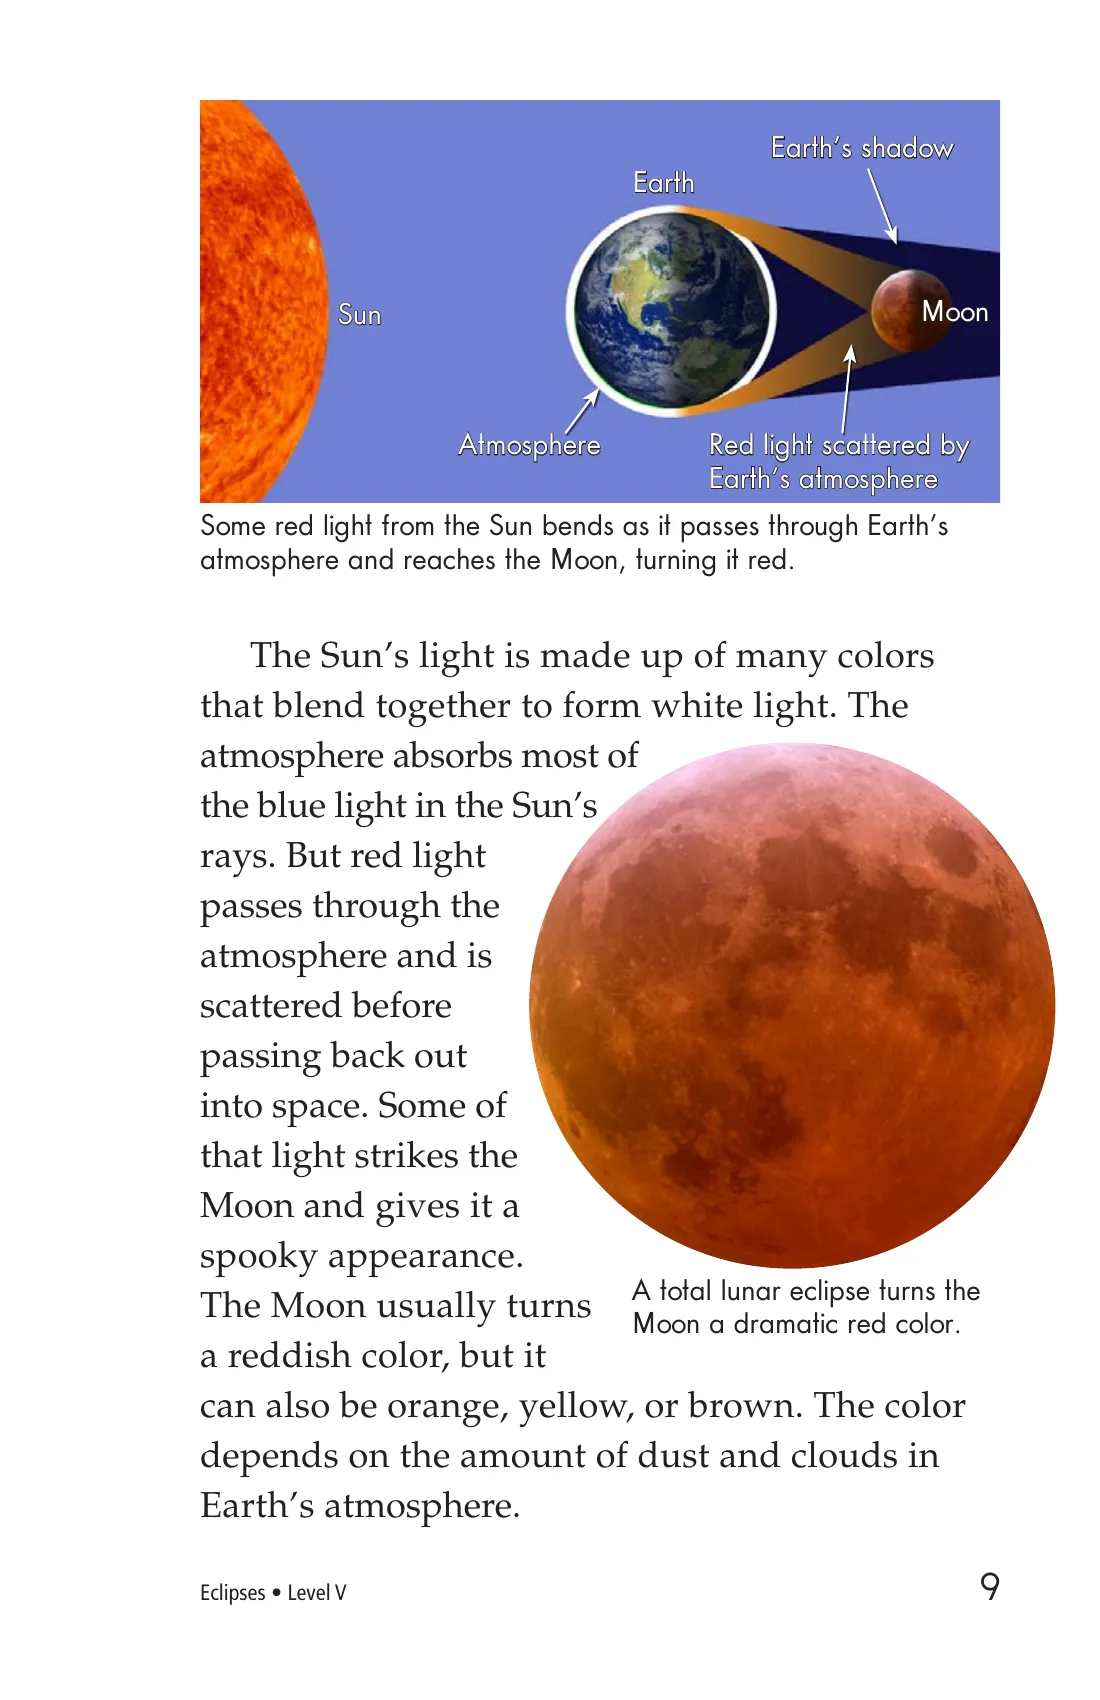 Earth's shadow
Earth
Sun
Moon
Atmosphere
Red light scattered by
Earth's atmosphere
Some red light from the Sun bends as it passes through Earth's
atmosphere and reaches the Moon, turning it red.
The Sun's light is made up of many colors
that blend together to form white light. The
atmosphere absorbs most of
the blue light in the Sun's
rays. But red light
passes through the
atmosphere and is
scattered before
passing back out
into space. Some of
that light strikes the
Moon and gives it a
spooky appearance.
The Moon usually turns
a reddish color, but it
can also be orange, yellow, or brown. The color
depends on the amount of dust and clouds in
Earth's atmosphere.
A total lunar eclipse turns the
Moon a dramatic red color.
Eclipses • Level V
9